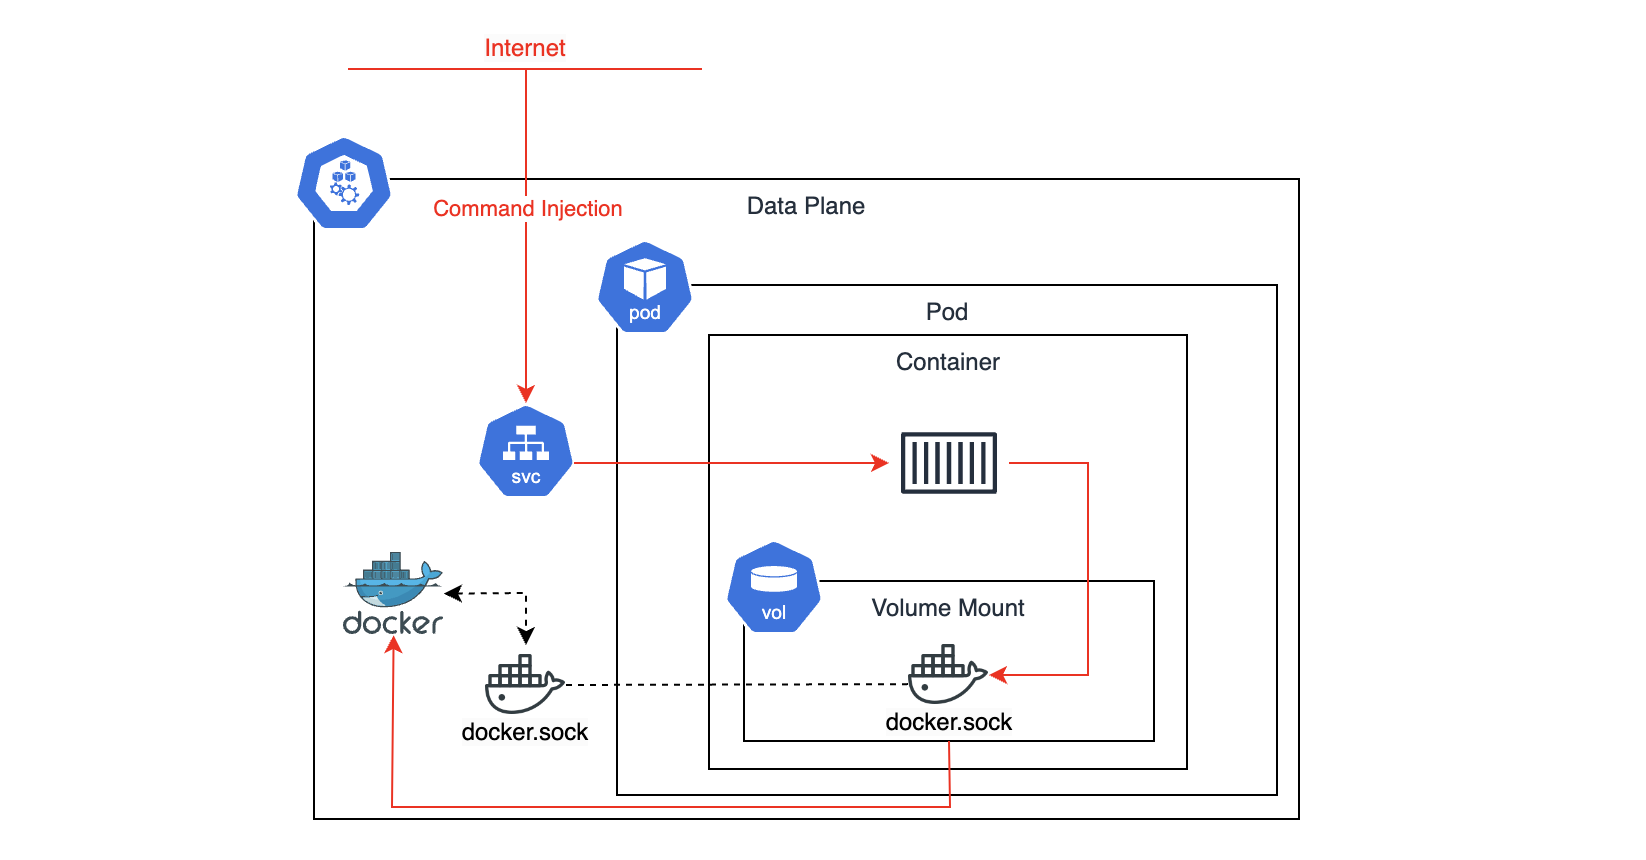 Internet
Command Injection
Data Plane
pod
Pod
Container
svc
docker
vol
Volume Mount
docker.sock
docker.sock